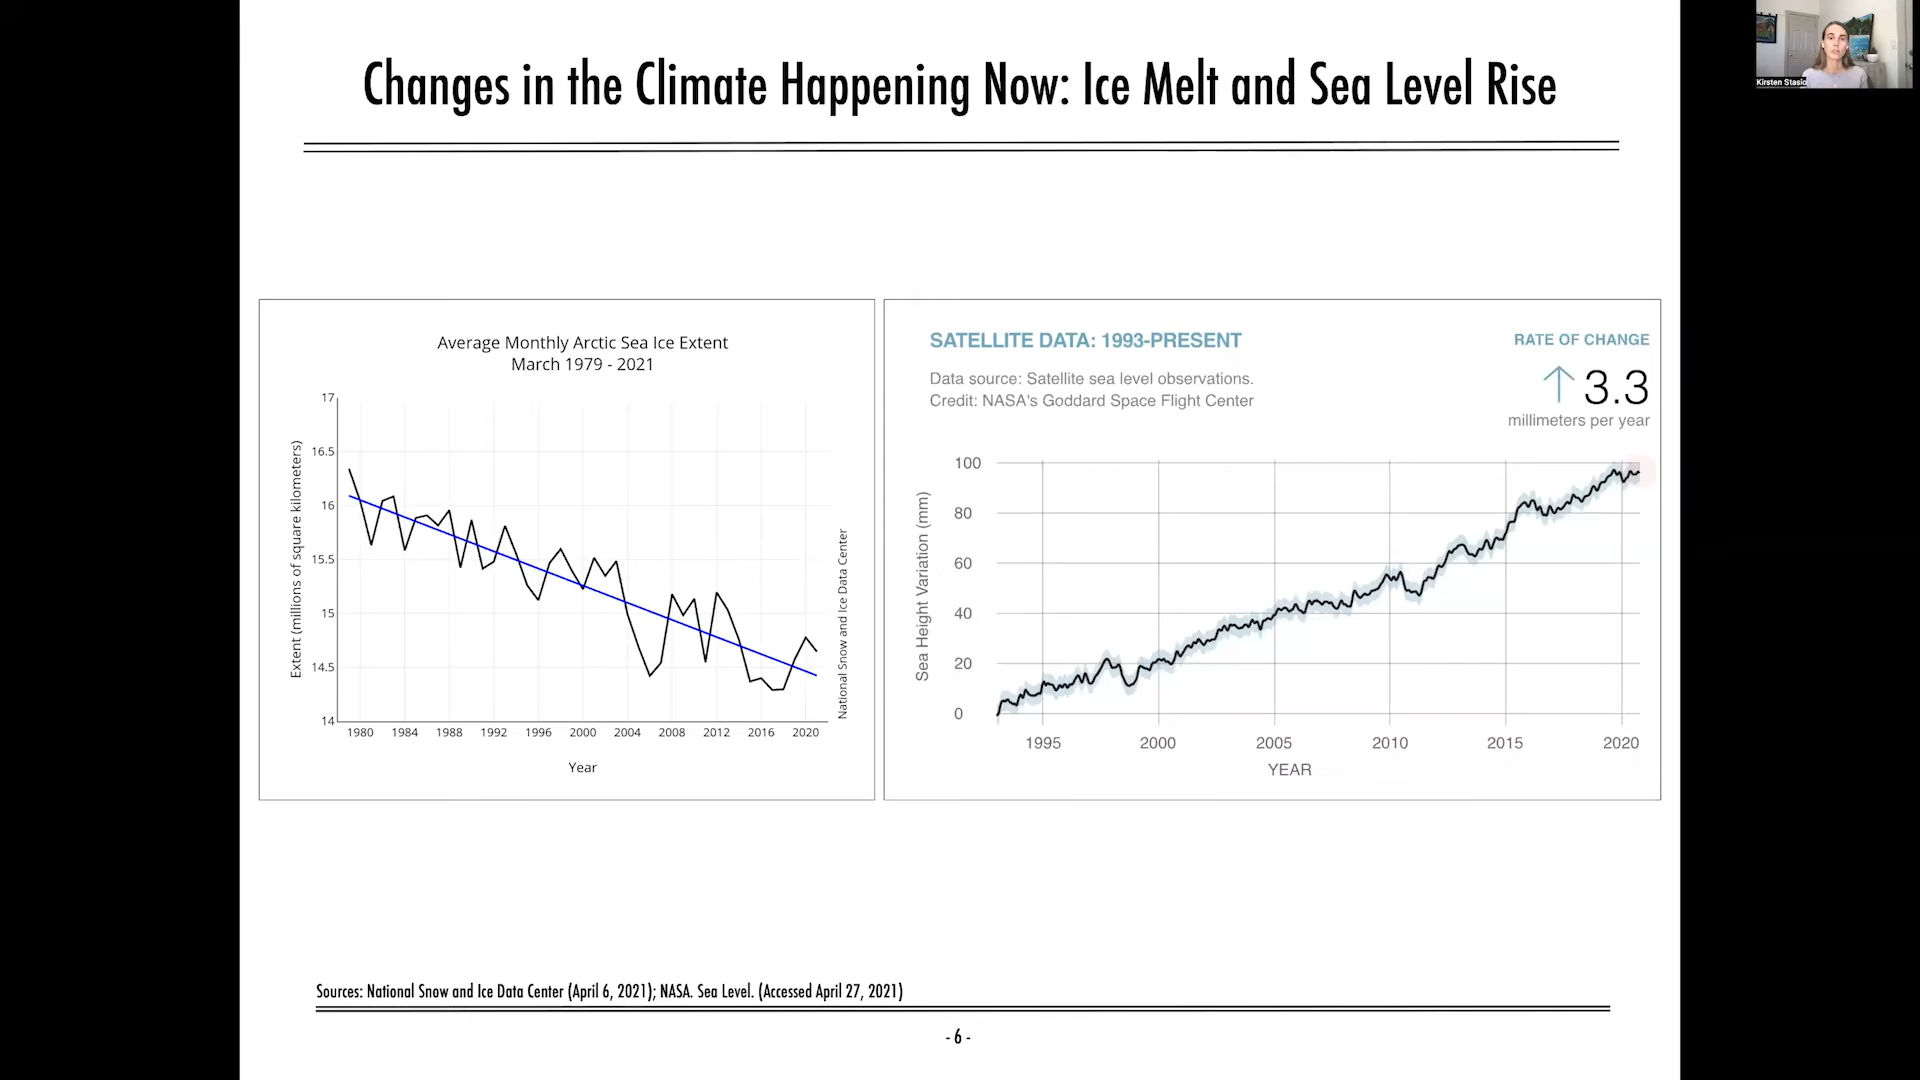 Changes in the Climate Happening Now: Ice Melt and Sea Level Rise
Kirsten Stasio
Average Monthly Arctic Sea Ice Extent
March 1979 - 2021
Extent (millions of square kilometers)
17
16.5
16
15.5
15
14.5
14
1980 1984 1988 1992 1996 2000 2004 2008 2012 2016 2020
Year
National Snow and Ice Data Center
SATELLITE DATA: 1993-PRESENT
Data source: Satellite sea level observations.
Credit: NASA's Goddard Space Flight Center
RATE OF CHANGE
↑ 3.3
millimeters per year
Sea Height Variation (mm)
100
80
60
40
20
0
1995 2000 2005 2010 2015 2020
YEAR
Sources: National Snow and Ice Data Center (April 6, 2021); NASA. Sea Level. (Accessed April 27, 2021)
- 6 -